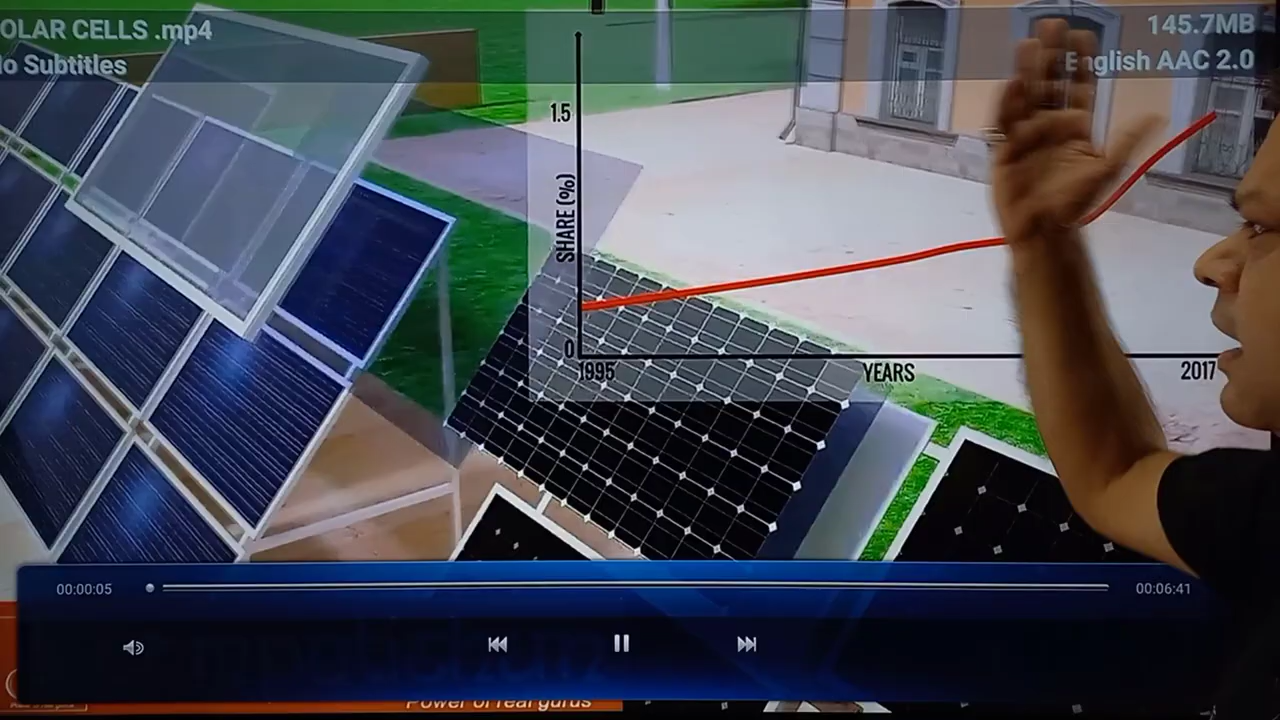 OLAR CELLS .mp4
145.7MB
lo Subtitles
English AAC 2.0
1.5
SHARE (%)
0
1995
YEARS
2017
00:00:05
00:06:41
Power of real gurus